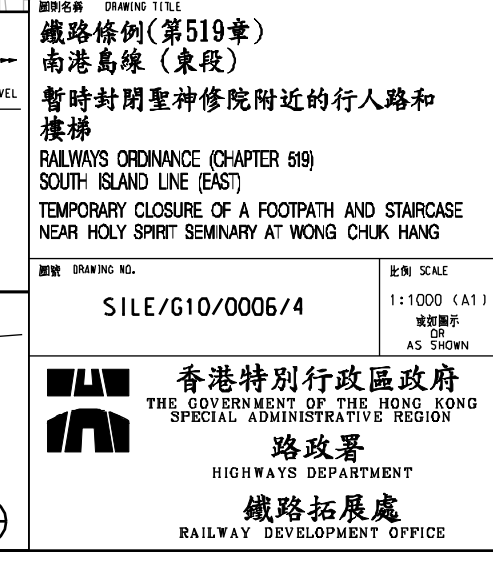 圖則名稱 DRAWING TITLE
鐵路條例(第519章)
南港島線 (東段)
暫時封閉聖神修院附近的行人路和
樓梯
RAILWAYS ORDINANCE (CHAPTER 519)
SOUTH ISLAND LINE (EAST)
TEMPORARY CLOSURE OF A FOOTPATH AND STAIRCASE
NEAR HOLY SPIRIT SEMINARY AT WONG CHUK HANG
VEL
圖號 DRAWING NO.
SILE/G10/0006/4
比例 SCALE
1:1000 (A1)
或如圖示
OR
AS SHOWN
香港特別行政區政府
THE GOVERNMENT OF THE HONG KONG
SPECIAL ADMINISTRATIVE REGION
路政署
HIGHWAYS DEPARTMENT
鐵路拓展處
RAILWAY DEVELOPMENT OFFICE